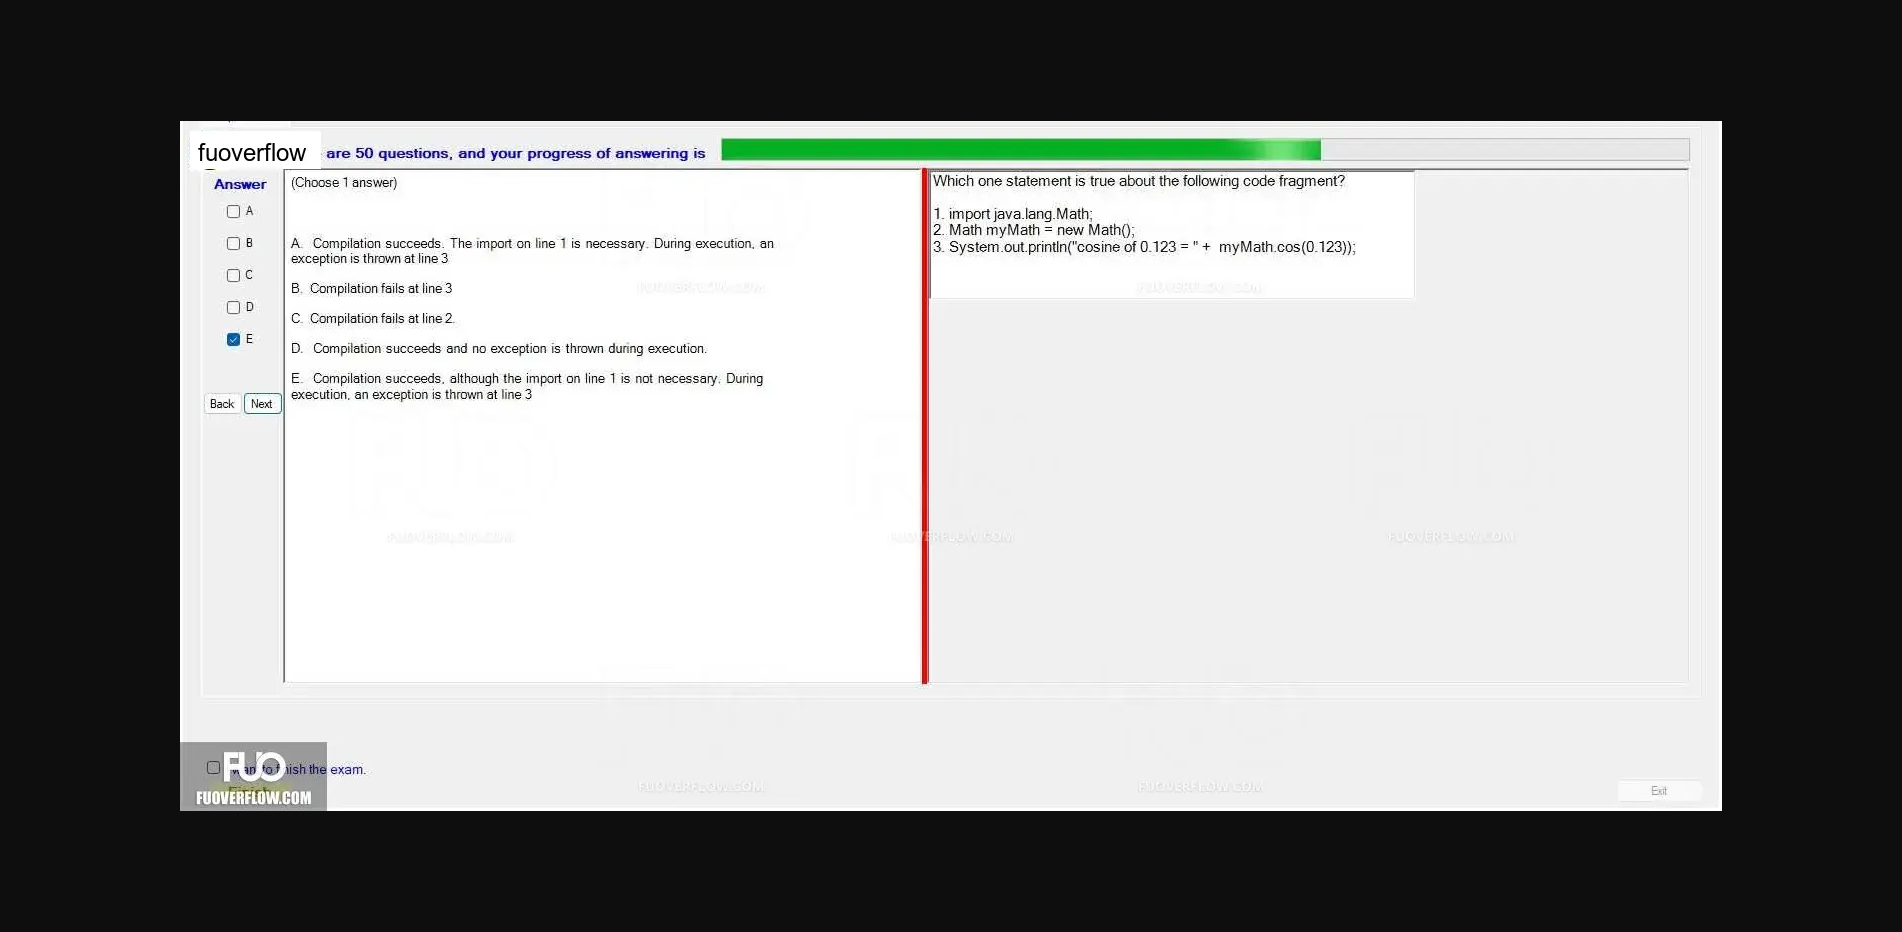 fuoverflow are 50 questions, and your progress of answering is
Answer
A
B
C
D
E
Back Next
(Choose 1 answer)
A. Compilation succeeds. The import on line 1 is necessary. During execution, an
exception is thrown at line 3
B. Compilation fails at line 3
C. Compilation fails at line 2.
D. Compilation succeeds and no exception is thrown during execution.
E. Compilation succeeds, although the import on line 1 is not necessary. During
execution, an exception is thrown at line 3
Which one statement is true about the following code fragment?
1. import java.lang.Math;
2. Math myMath = new Math();
3. System.out.println("cosine of 0.123 = " + myMath.cos(0.123));
FUOVERFLOW.COM
FUOVERFLOW.COM
FUOVERFLOW.COM
FUOVERFLOW.COM
FUOVERFLOW.COM
FUO
want to finish the exam.
Finish
FUOVERFLOW.COM
FUOVERFLOW.COM
FUOVERFLOW.COM
Exit